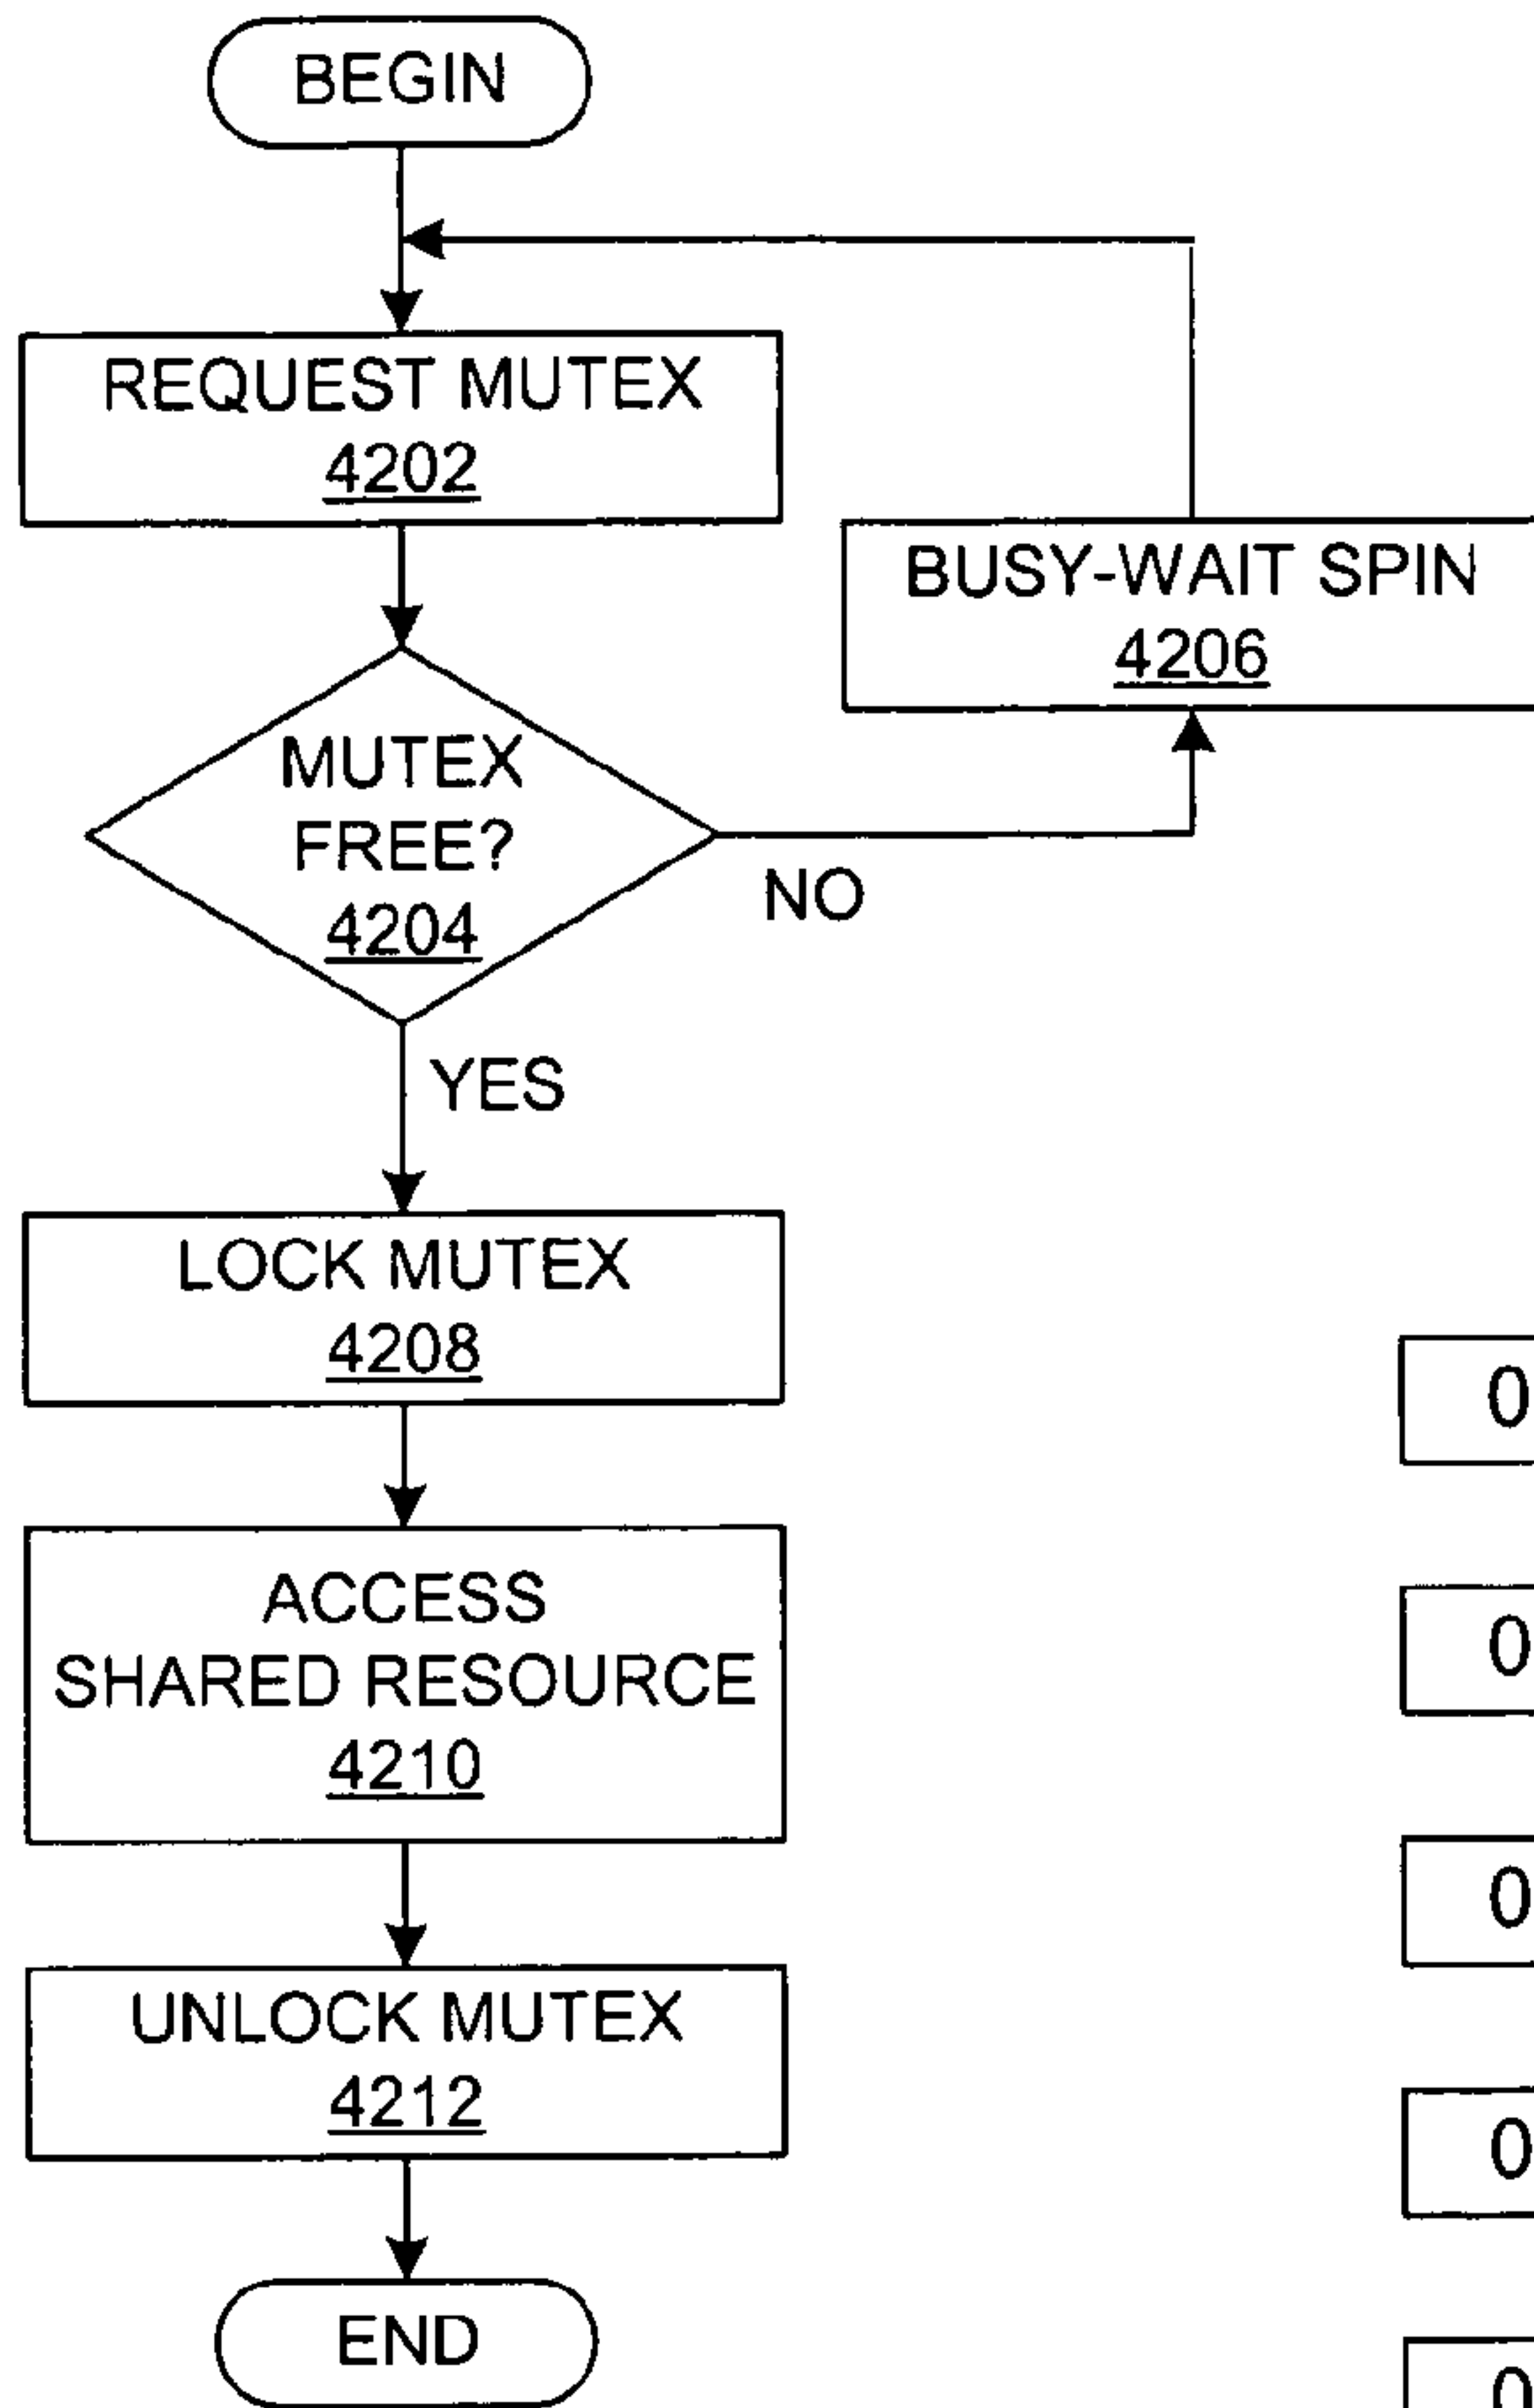 BEGIN
REQUEST MUTEX
4202
BUSY-WAIT SPIN
4206
MUTEX
FREE?
4204
NO
YES
LOCK MUTEX
4208
0
ACCESS
SHARED RESOURCE
4210
0
0
UNLOCK MUTEX
4212
0
END
0